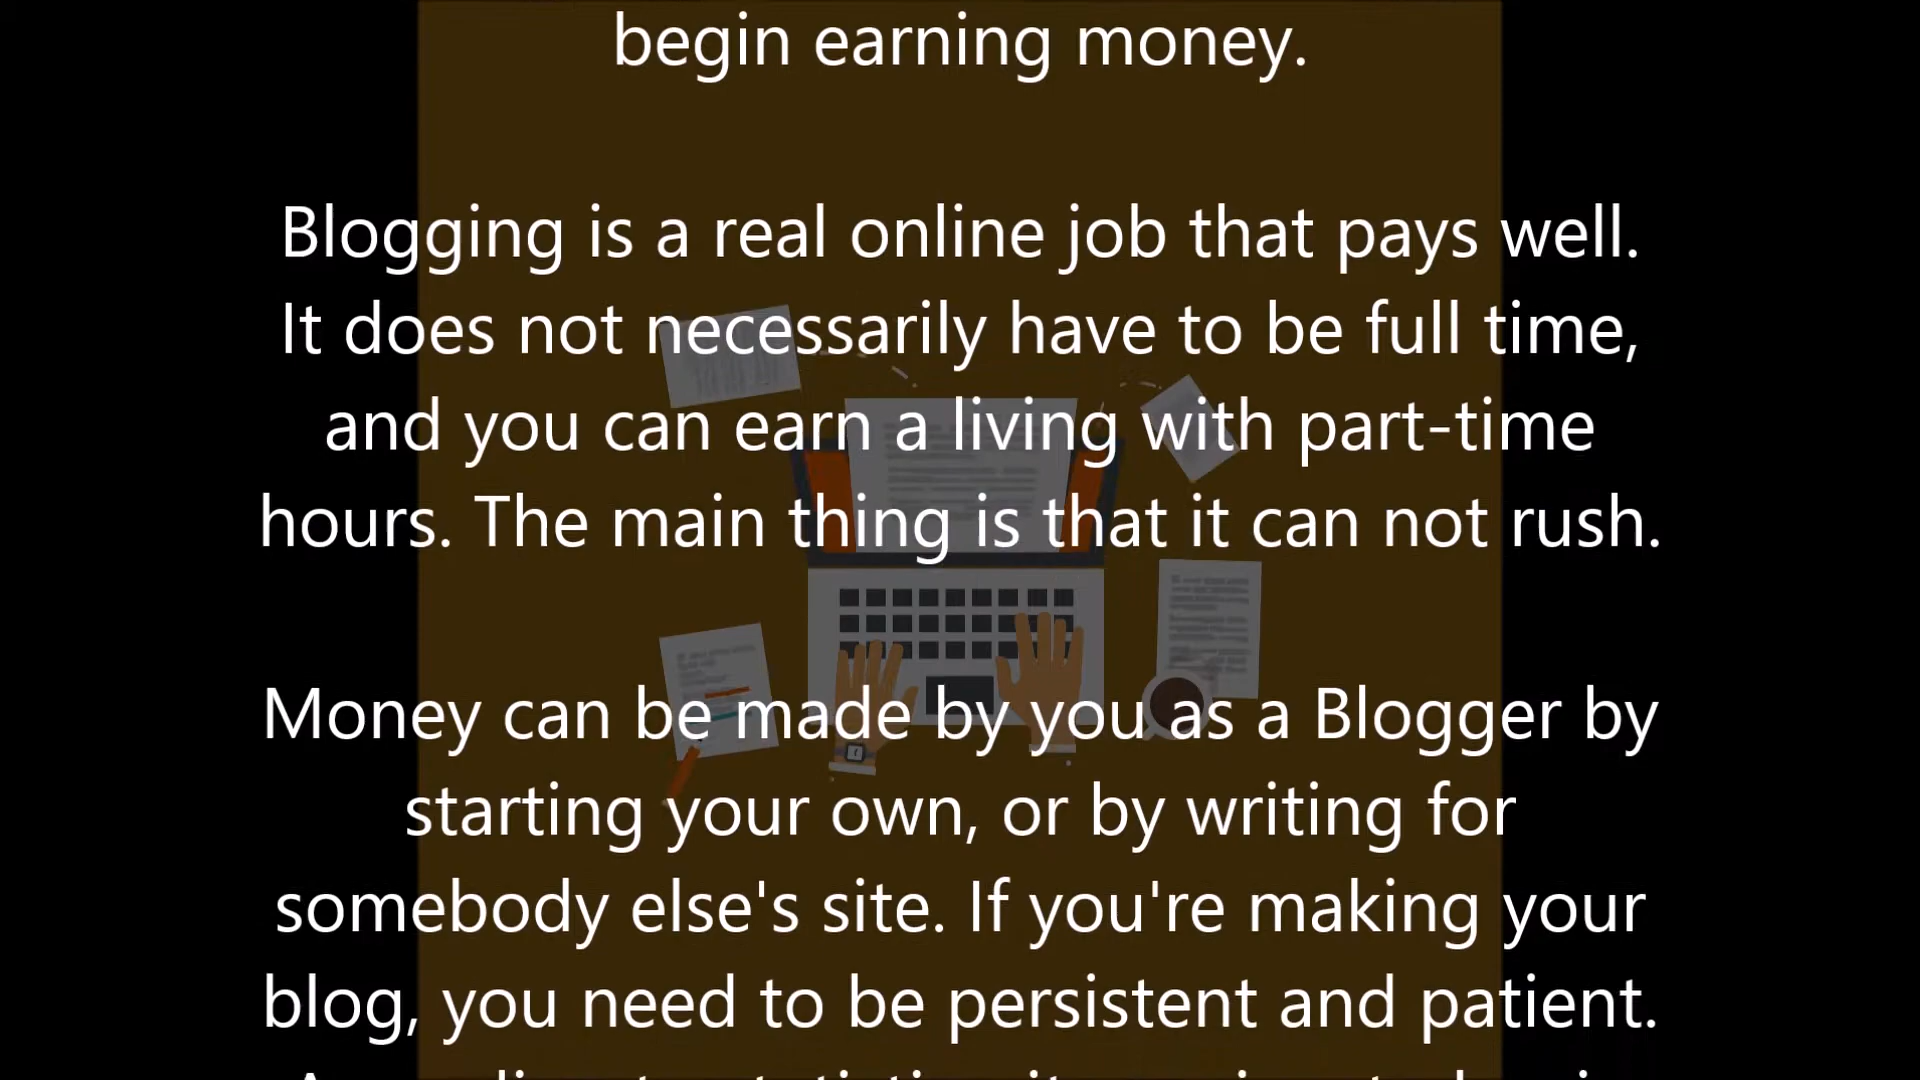 begin earning money.
Blogging is a real online job that pays well.
It does not necessarily have to be full time,
and you can earn a living with part-time
hours. The main thing is that it can not rush.
Money can be made by you as a Blogger by
starting your own, or by writing for
somebody else's site. If you're making your
blog, you need to be persistent and patient.